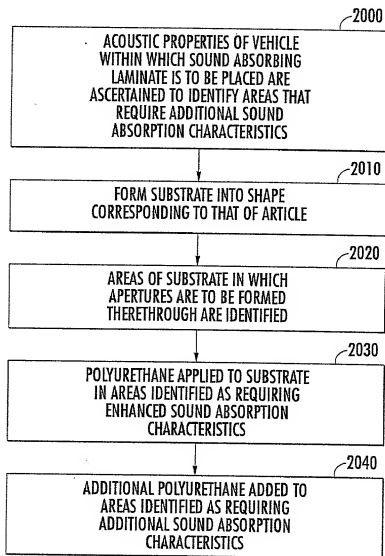 2000
ACOUSTIC PROPERTIES OF VEHICLE
WITHIN WHICH SOUND ABSORBING
LAMINATE IS TO BE PLACED ARE
ASCERTAINED TO IDENTIFY AREAS THAT
REQUIRE ADDITIONAL SOUND
ABSORPTION CHARACTERISTICS
2010
FORM SUBSTRATE INTO SHAPE
CORRESPONDING TO THAT OF ARTICLE
2020
AREAS OF SUBSTRATE IN WHICH
APERTURES ARE TO BE FORMED
THERETHROUGH ARE IDENTIFIED
2030
POLYURETHANE APPLIED TO SUBSTRATE
IN AREAS IDENTIFIED AS REQUIRING
ENHANCED SOUND ABSORPTION
CHARACTERISTICS
2040
ADDITIONAL POLYURETHANE ADDED TO
AREAS IDENTIFIED AS REQUIRING
ADDITIONAL SOUND ABSORPTION
CHARACTERISTICS